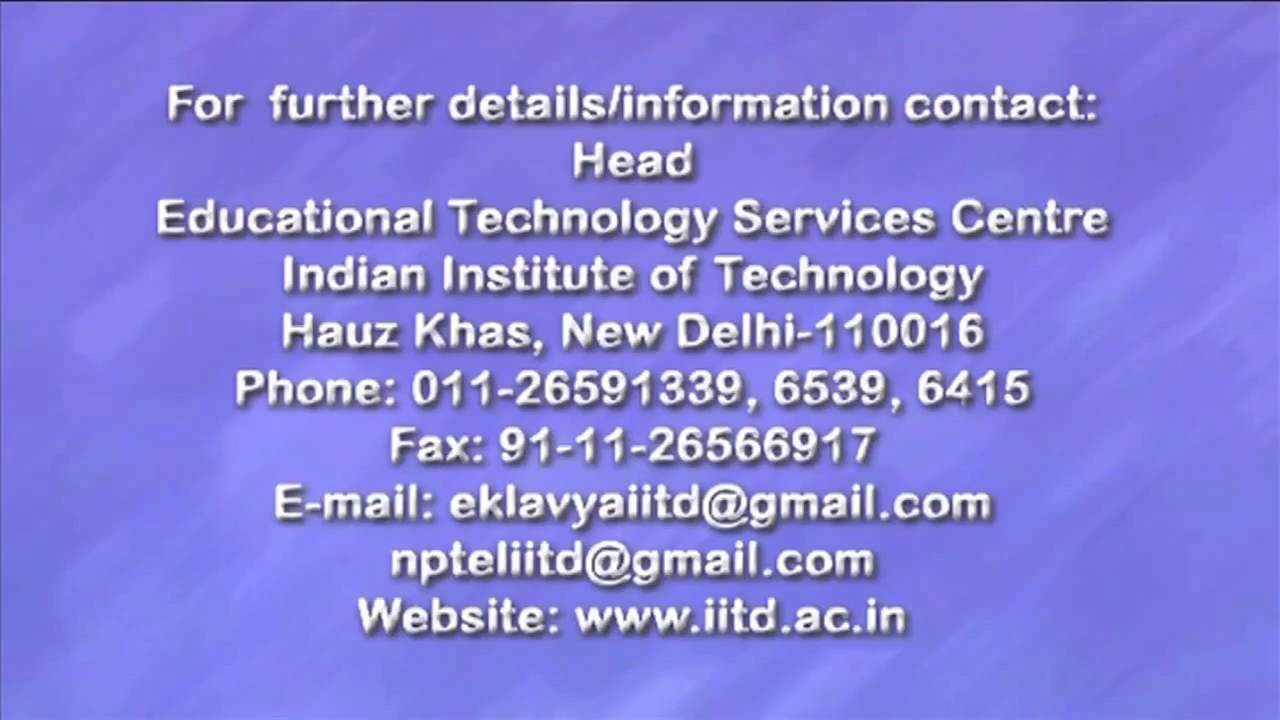 For further details/information contact:
Head
Educational Technology Services Centre
Indian Institute of Technology
Hauz Khas, New Delhi-110016
Phone: 011-26591339, 6539, 6415
Fax: 91-11-26566917
E-mail: eklavyaiitd@gmail.com
npteliitd@gmail.com
Website: www.iitd.ac.in